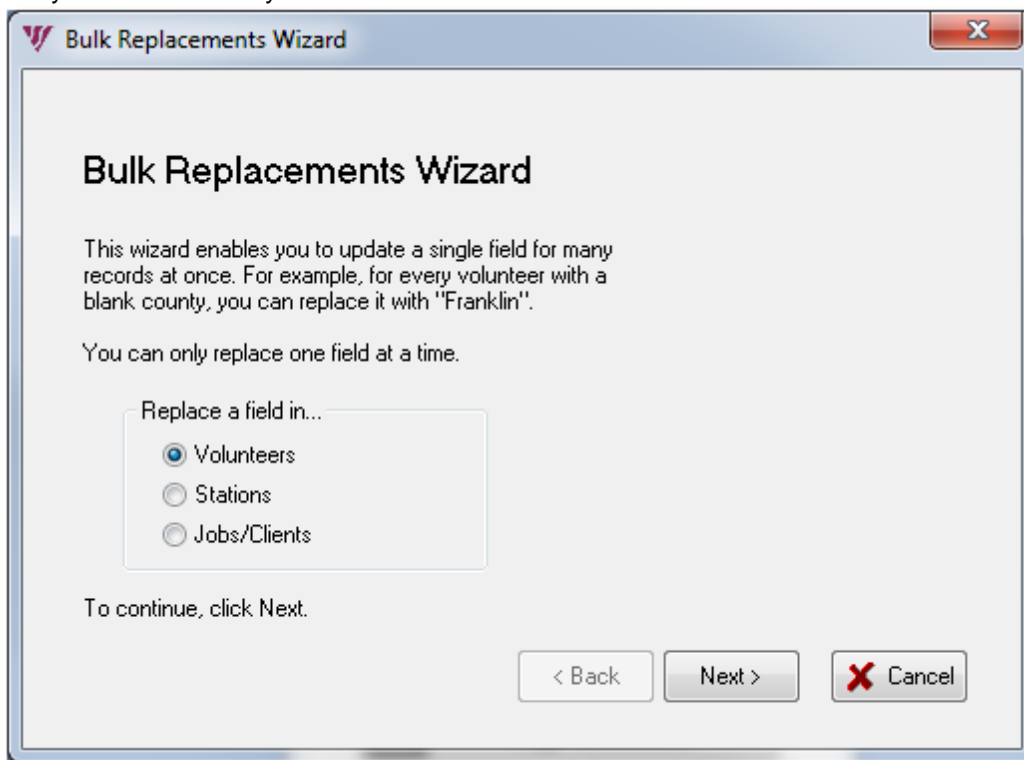 Bulk Replacements Wizard
Bulk Replacements Wizard
This wizard enables you to update a single field for many
records at once. For example, for every volunteer with a
blank county, you can replace it with "Franklin".
You can only replace one field at a time.
Replace a field in...
Volunteers
Stations
Jobs/Clients
To continue, click Next.
< Back
Next >
Cancel